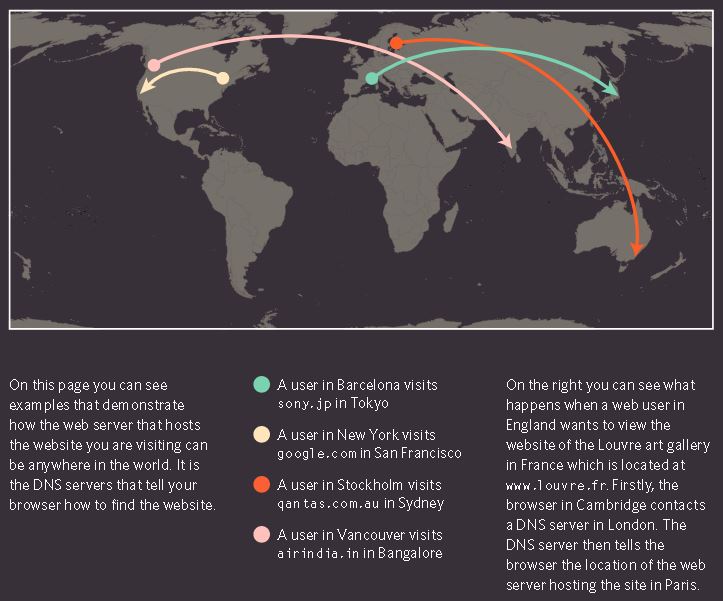 On this page you can see
examples that demonstrate
how the web server that hosts
the website you are visiting can
be anywhere in the world. It is
the DNS servers that tell your
browser how to find the website.
A user in Barcelona visits
sony.jp in Tokyo
A user in New York visits
google.com in San Francisco
A user in Stockholm visits
qantas.com.au in Sydney
A user in Vancouver visits
airindia.in in Bangalore
On the right you can see what
happens when a web user in
England wants to view the
website of the Louvre art gallery
in France which is located at
www.louvre.fr. Firstly, the
browser in Cambridge contacts
a DNS server in London. The
DNS server then tells the
browser the location of the web
server hosting the site in Paris.